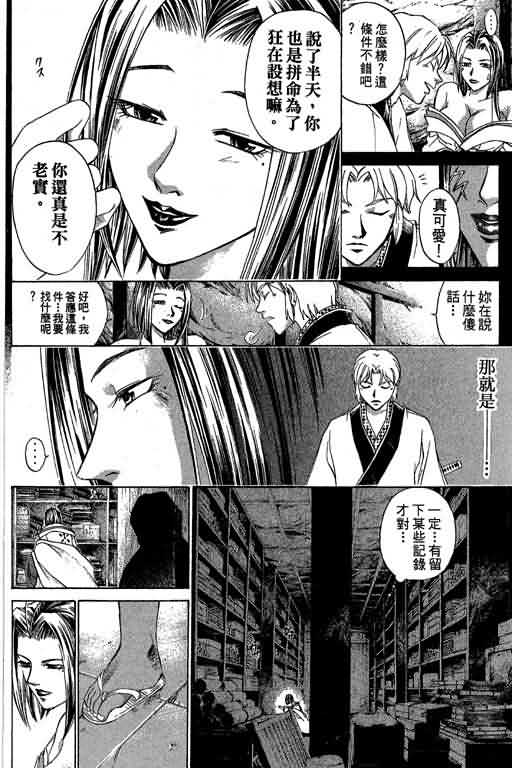 …
怎麼樣？這
條件不錯吧
？
說了半天，你
也是拼命為了
狂在設想嘛。
クス
真可愛！
你還真是不
老實。
妳在說
什麼傻
話…
好吧，我
答應這條
件…我要
找什麼呢
？
那就是……
…
一定…有留
下某些記錄
才對…